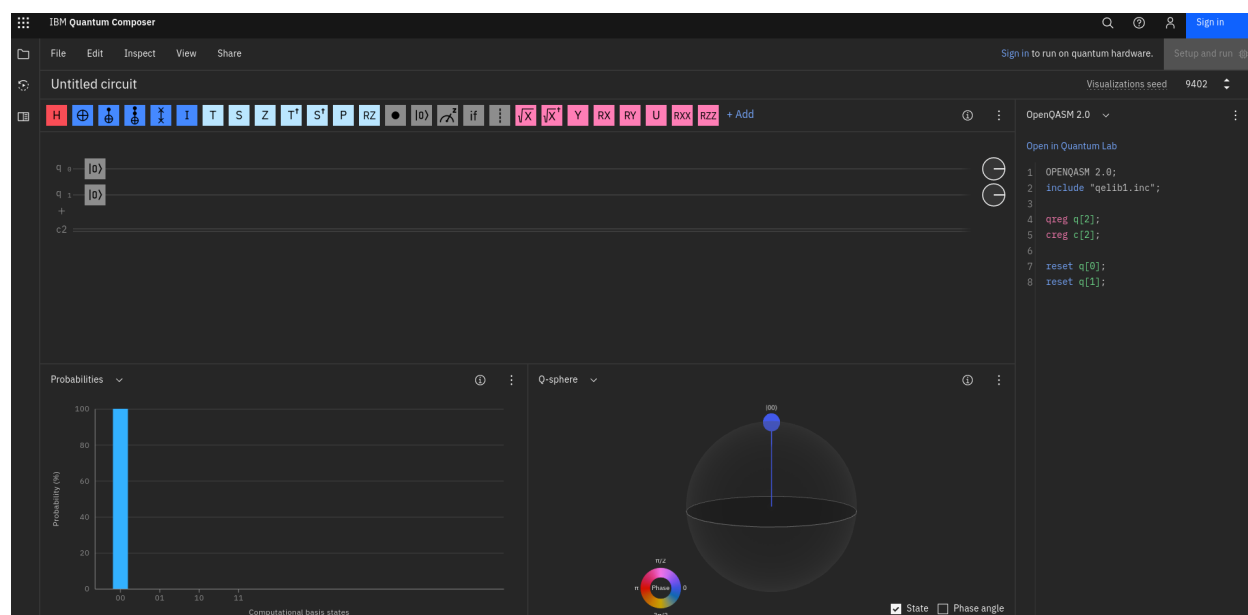 IBM Quantum Composer
Sign in
File Edit Inspect View Share
Sign in to run on quantum hardware. Setup and run
Untitled circuit
Visualizations seed 9402
H I T S Z T† S† P RZ |0⟩ z if √X √X† Y RX RY U RXX RZZ + Add
OpenQASM 2.0
Open in Quantum Lab
q 0 |0⟩
q 1 |0⟩
+
c2
1 OPENQASM 2.0;
2 include "qelib1.inc";
3
4 qreg q[2];
5 creg c[2];
6
7 reset q[0];
8 reset q[1];
Probabilities
100
80
60
40
20
0
Probability (%)
00 01 10 11
Computational basis states
Q-sphere
|00⟩
π/2
π Phase 0
3π/2
State Phase angle